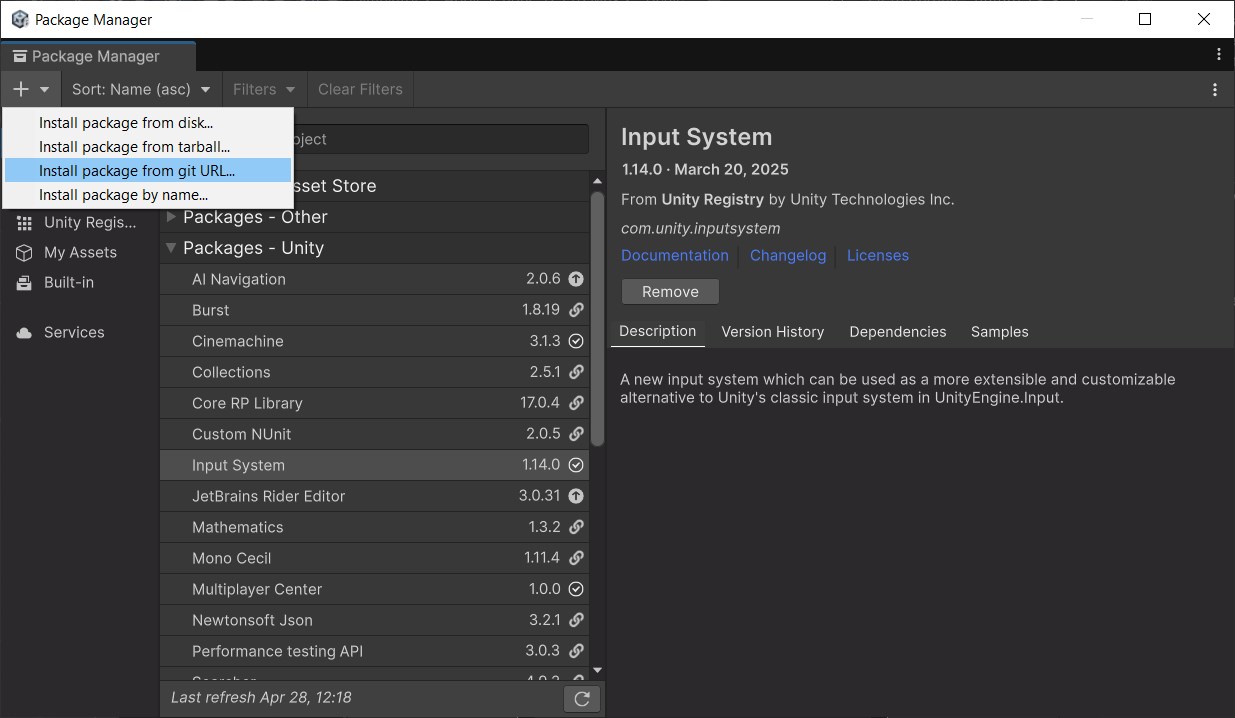 Package Manager
Package Manager
Sort: Name (asc)
Filters
Clear Filters
Install package from disk...
Install package from tarball...
Install package from git URL...
Install package by name...
Unity Regis...
My Assets
Built-in
Services
Packages - Other
Packages - Unity
AI Navigation 2.0.6
Burst 1.8.19
Cinemachine 3.1.3
Collections 2.5.1
Core RP Library 17.0.4
Custom NUnit 2.0.5
Input System 1.14.0
JetBrains Rider Editor 3.0.31
Mathematics 1.3.2
Mono Cecil 1.11.4
Multiplayer Center 1.0.0
Newtonsoft Json 3.2.1
Performance testing API 3.0.3
Last refresh Apr 28, 12:18
Input System
1.14.0 · March 20, 2025
From Unity Registry by Unity Technologies Inc.
com.unity.inputsystem
Documentation
Changelog
Licenses
Remove
Description
Version History
Dependencies
Samples
A new input system which can be used as a more extensible and customizable
alternative to Unity's classic input system in UnityEngine.Input.